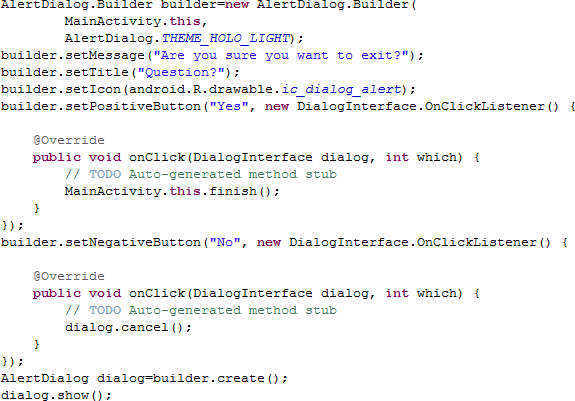 AlertDialog.Builder builder=new AlertDialog.Builder(
        MainActivity.this,
        AlertDialog.THEME_HOLO_LIGHT);
builder.setMessage("Are you sure you want to exit?");
builder.setTitle("Question?");
builder.setIcon(android.R.drawable.ic_dialog_alert);
builder.setPositiveButton("Yes", new DialogInterface.OnClickListener() {
    @Override
    public void onClick(DialogInterface dialog, int which) {
        // TODO Auto-generated method stub
        MainActivity.this.finish();
    }
});
builder.setNegativeButton("No", new DialogInterface.OnClickListener() {
    @Override
    public void onClick(DialogInterface dialog, int which) {
        // TODO Auto-generated method stub
        dialog.cancel();
    }
});
AlertDialog dialog=builder.create();
dialog.show();